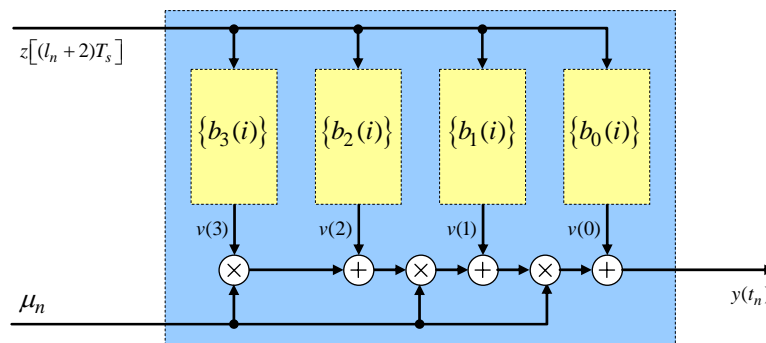 z[(l_n + 2)T_s]
{b_3(i)} {b_2(i)} {b_1(i)} {b_0(i)}
v(3) v(2) v(1) v(0)
× + × + × +
μ_n
y(t_n)